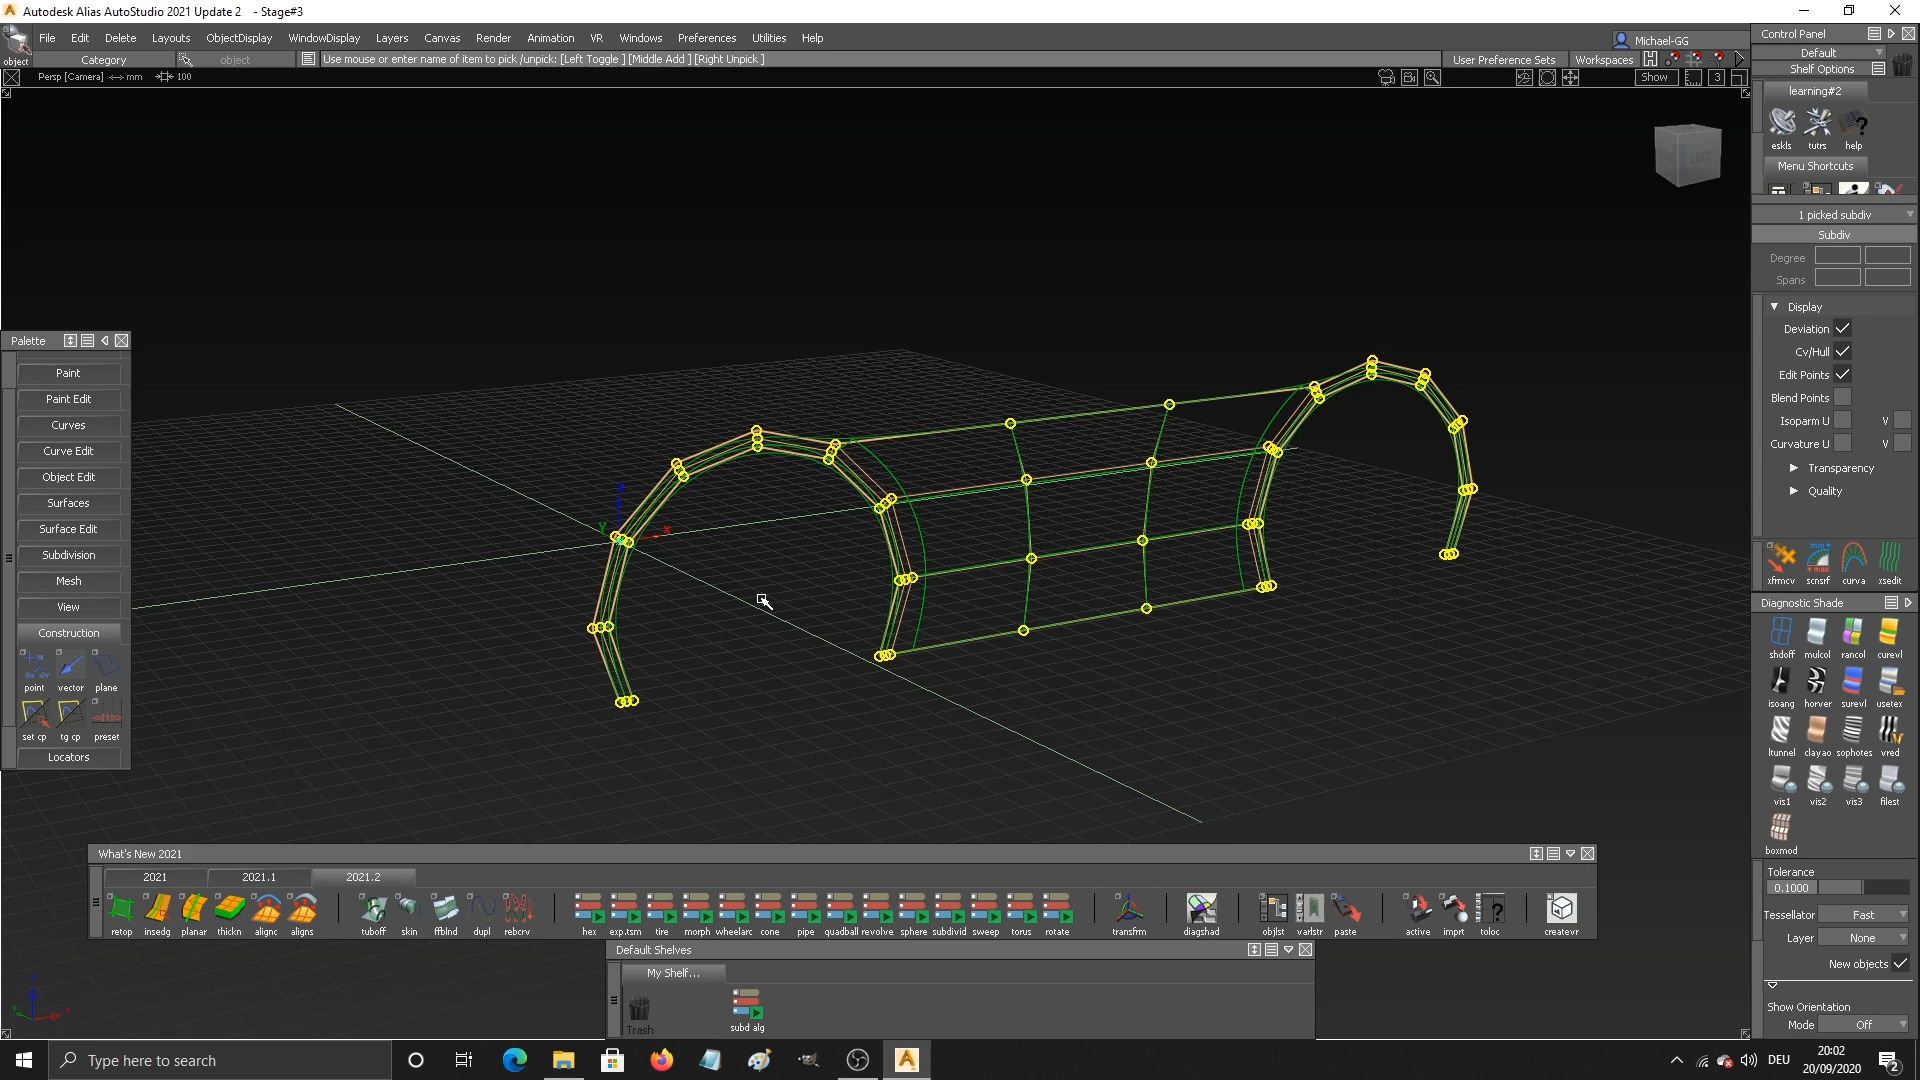 Autodesk Alias AutoStudio 2021 Update 2 - Stage#3
File Edit Delete Layouts ObjectDisplay WindowDisplay Layers Canvas Render Animation VR Windows Preferences Utilities Help
Michael-GG
object
Category
object
Use mouse or enter name of item to pick /unpick: [Left Toggle ] [Middle Add ] [Right Unpick ]
User Preference Sets
Workspaces
Persp [Camera] mm 100
Show
3
LEFT
Control Panel
Default
Shelf Options
learning#2
eskls tutrs help
Menu Shortcuts
1 picked subdiv
Subdiv
Degree
Spans
Display
Deviation
Cv/Hull
Edit Points
Blend Points
Isoparm U V
Curvature U V
Transparency
Quality
xfrmcv scnsrf curva xsedit
Diagnostic Shade
shdoff mulcol rancol curevl
isoang horver surevl usetex
ltunnel clayao sophotes vred
vis1 vis2 vis3 filest
boxmod
Tolerance
0.1000
Tessellator Fast
Layer None
New objects
Show Orientation
Mode Off
Palette
Paint
Paint Edit
Curves
Curve Edit
Object Edit
Surfaces
Surface Edit
Subdivision
Mesh
View
Construction
point vector plane
set cp tg cp preset
Locators
z
Y
x
What's New 2021
2021 2021.1 2021.2
retop insedg planar thickn alignc aligns tuboff skin ffblnd dupl rebcrv hex exp.tsm tire morph wheelarc cone pipe quadball revolve sphere subdivid sweep torus rotate transfrm diagshad objlst varlstr paste active imprt toloc createvr
Default Shelves
My Shelf...
Trash
subd alg
Type here to search
DEU
20:02
20/09/2020
2